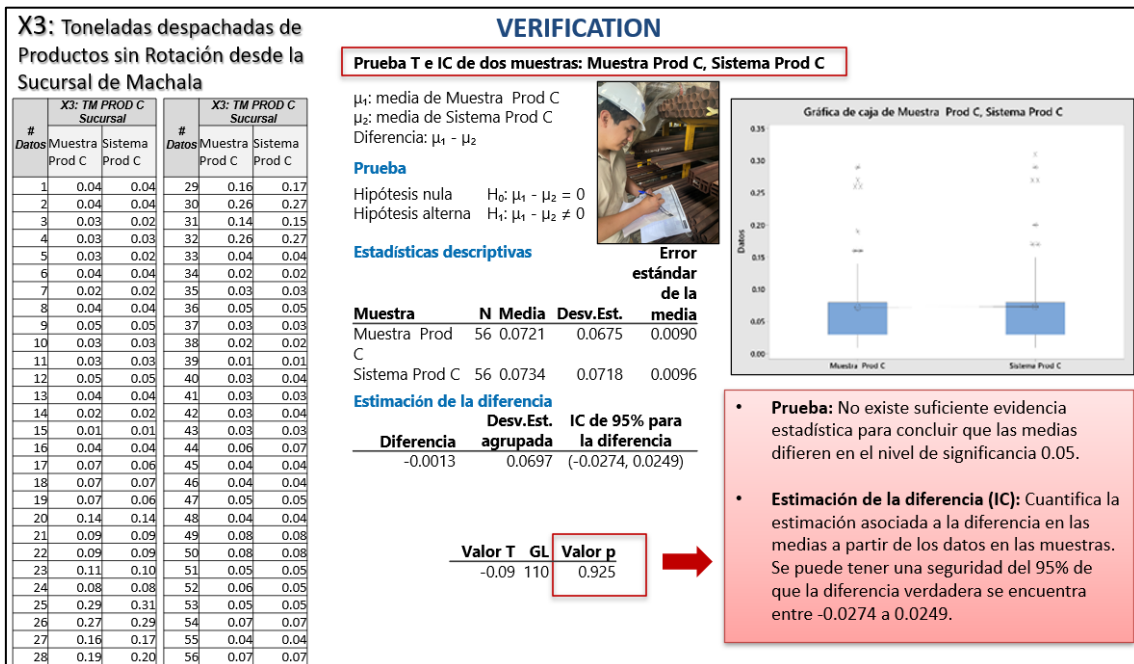 X3: Toneladas despachadas de
Productos sin Rotación desde la
Sucursal de Machala
# Datos X3: TM PROD C Sucursal # Datos X3: TM PROD C Sucursal
Muestra Prod C Sistema Prod C Muestra Prod C Sistema Prod C
1 0.04 0.04 29 0.16 0.17
2 0.04 0.04 30 0.26 0.27
3 0.03 0.02 31 0.14 0.15
4 0.03 0.03 32 0.26 0.27
5 0.03 0.02 33 0.04 0.04
6 0.04 0.04 34 0.02 0.02
7 0.02 0.02 35 0.03 0.03
8 0.04 0.04 36 0.05 0.05
9 0.05 0.05 37 0.03 0.03
10 0.03 0.03 38 0.02 0.02
11 0.03 0.03 39 0.01 0.01
12 0.05 0.05 40 0.03 0.04
13 0.04 0.04 41 0.03 0.03
14 0.02 0.02 42 0.03 0.04
15 0.01 0.01 43 0.03 0.03
16 0.04 0.04 44 0.06 0.07
17 0.07 0.06 45 0.04 0.04
18 0.07 0.07 46 0.04 0.04
19 0.07 0.06 47 0.05 0.05
20 0.14 0.14 48 0.04 0.04
21 0.09 0.09 49 0.08 0.08
22 0.09 0.09 50 0.08 0.08
23 0.11 0.10 51 0.05 0.05
24 0.08 0.08 52 0.06 0.05
25 0.29 0.31 53 0.05 0.05
26 0.27 0.29 54 0.07 0.07
27 0.16 0.17 55 0.04 0.04
28 0.19 0.20 56 0.07 0.07
VERIFICATION
Prueba T e IC de dos muestras: Muestra Prod C, Sistema Prod C
μ₁: media de Muestra Prod C
μ₂: media de Sistema Prod C
Diferencia: μ₁ - μ₂
Prueba
Hipótesis nula H₀: μ₁ - μ₂ = 0
Hipótesis alterna H₁: μ₁ - μ₂ ≠ 0
Estadísticas descriptivas
Error
estándar
de la
Muestra N Media Desv.Est. media
Muestra Prod 56 0.0721 0.0675 0.0090
C
Sistema Prod C 56 0.0734 0.0718 0.0096
Estimación de la diferencia
Desv.Est. IC de 95% para
Diferencia agrupada la diferencia
-0.0013 0.0697 (-0.0274, 0.0249)
Valor T GL Valor p
-0.09 110 0.925
Gráfica de caja de Muestra Prod C, Sistema Prod C
Datos
0.35
0.30
0.25
0.20
0.15
0.10
0.05
0.00
Muestra Prod C Sistema Prod C
• Prueba: No existe suficiente evidencia
estadística para concluir que las medias
difieren en el nivel de significancia 0.05.
• Estimación de la diferencia (IC): Cuantifica la
estimación asociada a la diferencia en las
medias a partir de los datos en las muestras.
Se puede tener una seguridad del 95% de
que la diferencia verdadera se encuentra
entre -0.0274 a 0.0249.